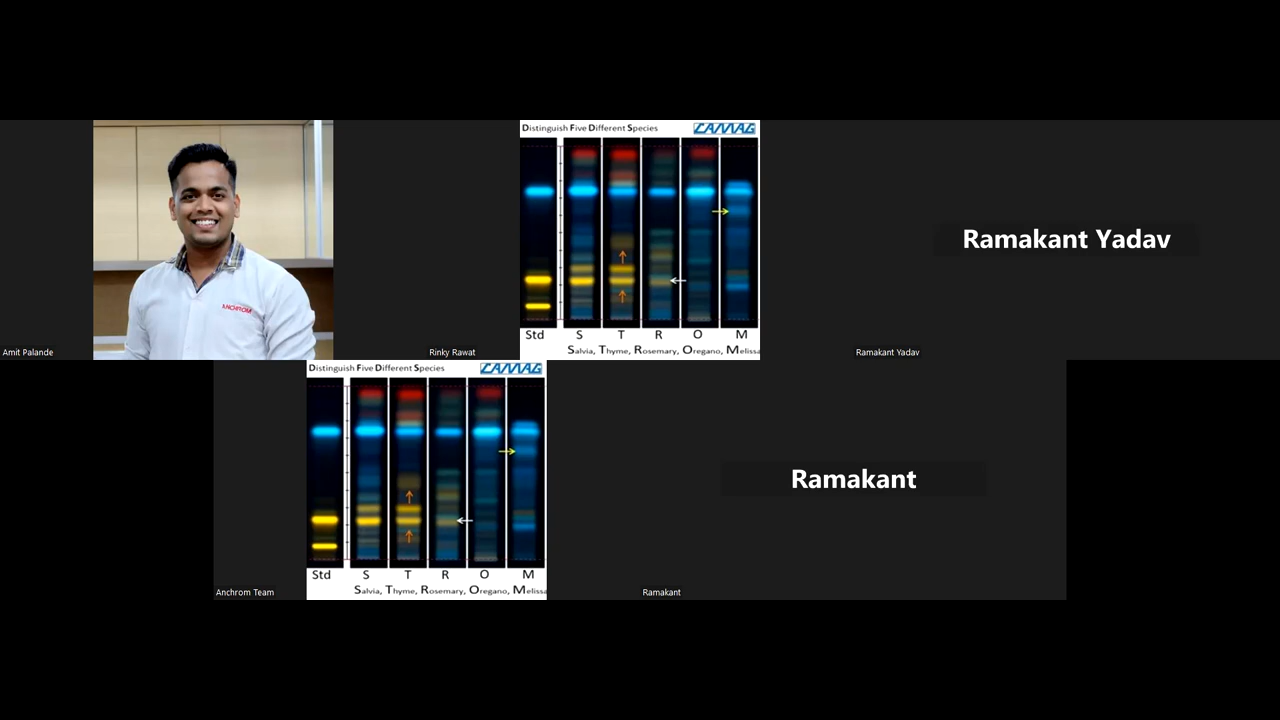 Distinguish Five Different Species CAMAG
ANCHROM
Ramakant Yadav
Std S T R O M
Salvia, Thyme, Rosemary, Oregano, Melissa
Amit Palande
Rinky Rawat
Ramakant Yadav
Distinguish Five Different Species CAMAG
Ramakant
Std S T R O M
Salvia, Thyme, Rosemary, Oregano, Melissa
Anchrom Team
Ramakant